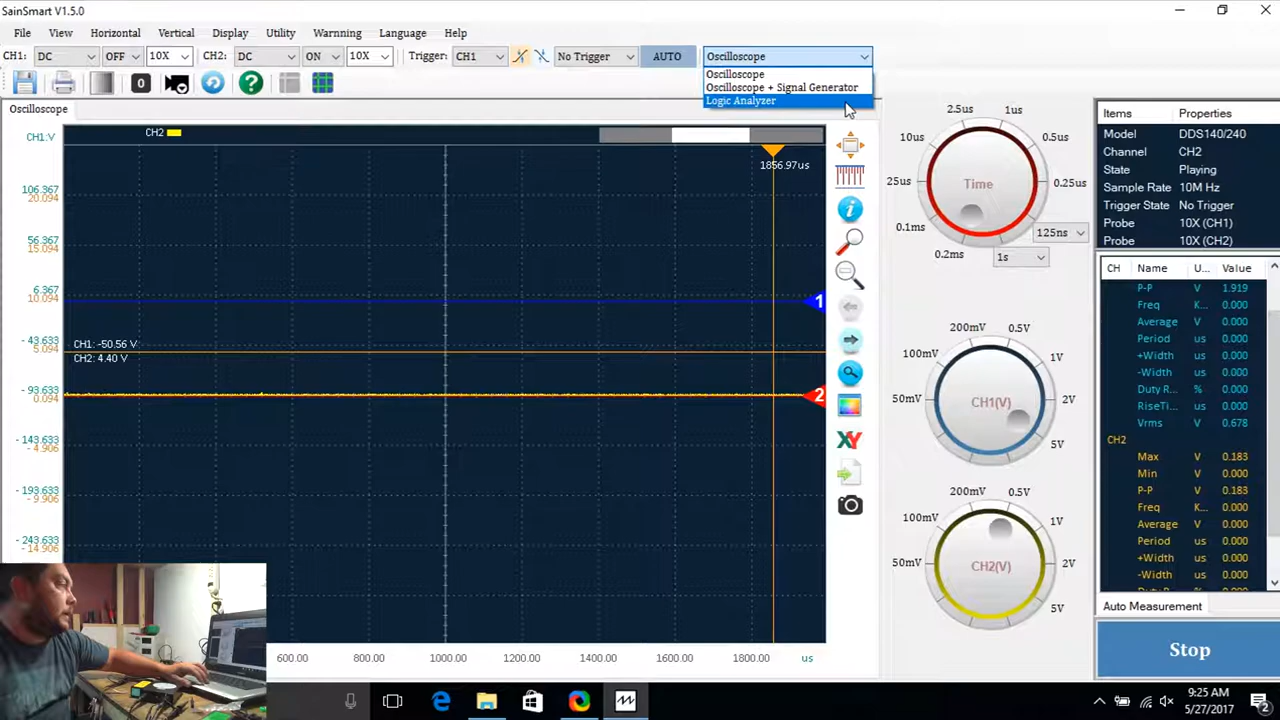 SainSmart V1.5.0
File View Horizontal Vertical Display Utility Warnning Language Help
CH1: DC OFF 10X CH2: DC ON 10X Trigger: CH1 No Trigger AUTO Oscilloscope
Oscilloscope
Oscilloscope + Signal Generator
Logic Analyzer
0
Oscilloscope
CH1:V
CH2
1856.97us
106.367
20.094
56.367
15.094
6.367
10.094
-43.633
5.094
-93.633
0.094
-143.633
-4.906
-193.633
-9.906
-243.633
-14.906
CH1: -50.56 V
CH2: 4.40 V
1
2
600.00 1000.00 1200.00 1400.00 1600.00 1800.00 us
XY
2.5us 1us
10us 0.5us
25us Time 0.25us
0.1ms 125ns
0.2ms 1s
200mV 0.5V
100mV 1V
50mV CH1(V) 2V
5V
200mV 0.5V
100mV 1V
50mV CH2(V) 2V
5V
Items Properties
Model DDS140/240
Channel CH2
State Playing
Sample Rate 10M Hz
Trigger State No Trigger
Probe 10X (CH1)
Probe 10X (CH2)
CH Name U... Value
P-P V 1.919
Freq K... 0.000
Average V 0.000
Period us 0.000
+Width us 0.000
-Width us 0.000
Duty R... % 0.000
RiseTi... us 0.000
Vrms V 0.678
CH2
Max V 0.183
Min V 0.000
P-P V 0.183
Freq K... 0.000
Average V 0.000
Period us 0.000
+Width us 0.000
-Width us 0.000
Auto Measurement
Stop
9:25 AM
5/27/2017
2